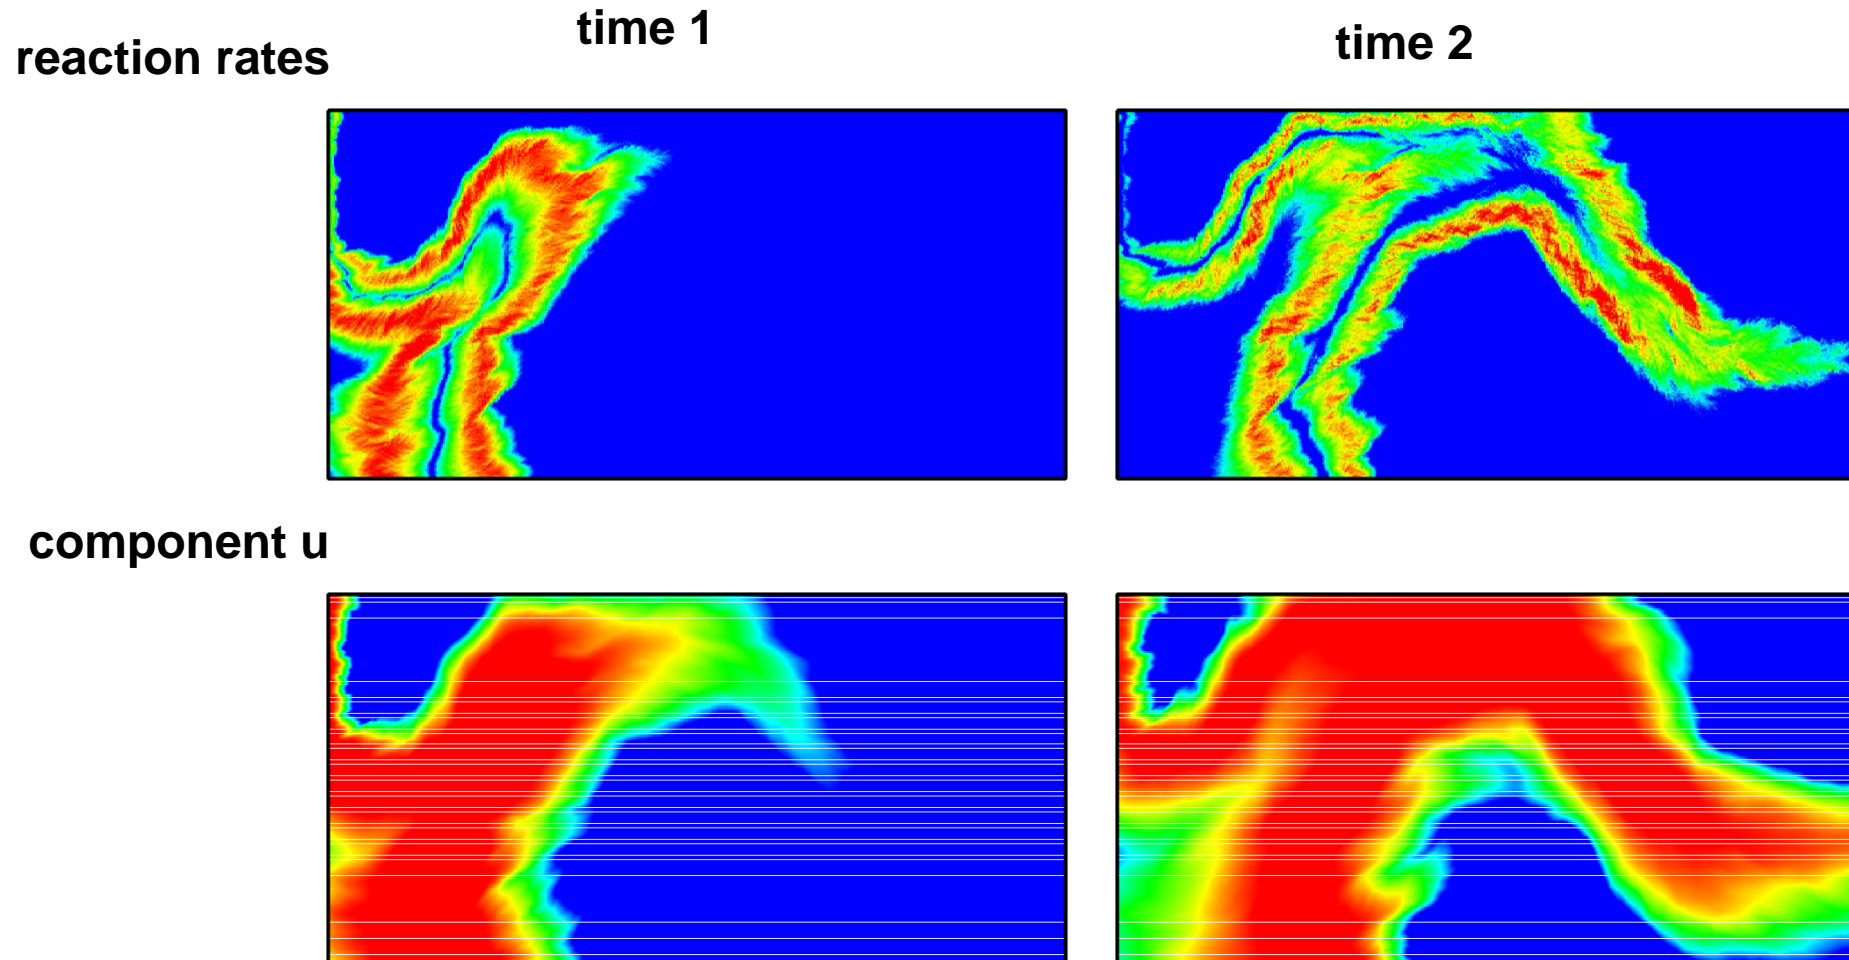 time 1
time 2
reaction rates
component u